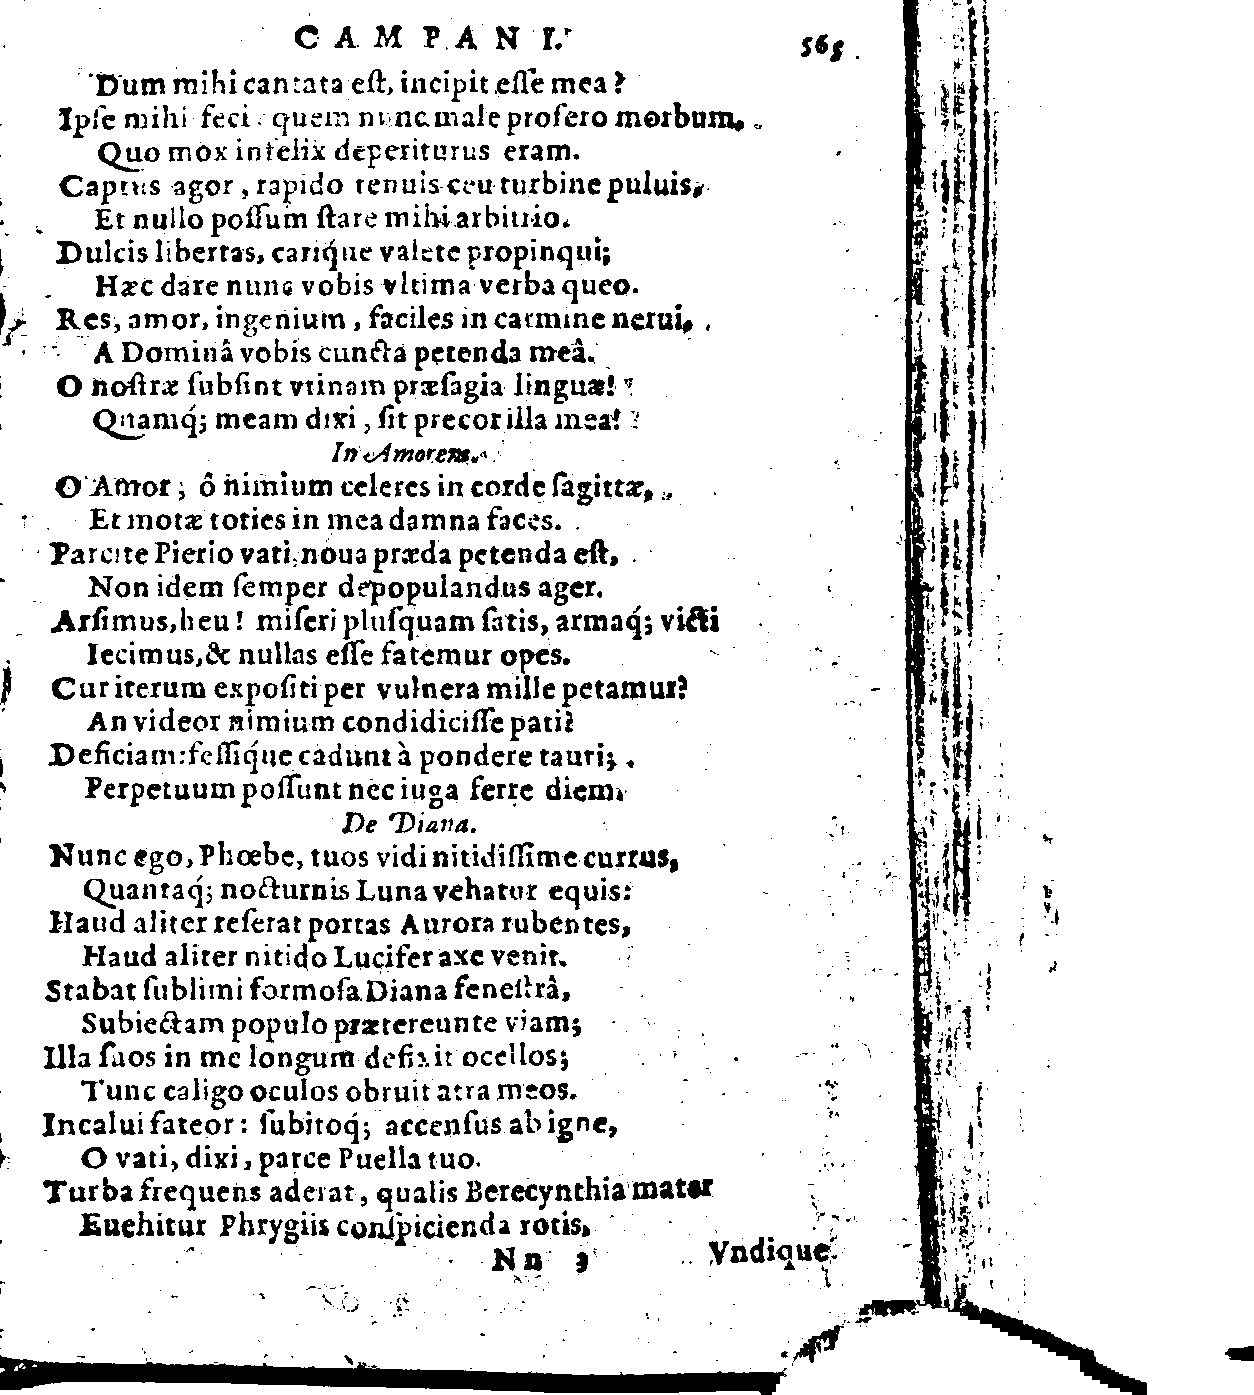 CAMPANI. 565
Dum mihi cantata eſt, incipit eſſe mea?
Ipſe mihi feci quem nunc male profero morbum,
Quo mox infelix deperiturus eram.
Captus agor, rapido tenuis ceu turbine puluis,
Et nullo poſſum ſtare mihi arbitrio.
Dulcis libertas, cariq́ue valete propinqui;
Hæc dare nunc vobis vltima verba queo.
Res, amor, ingenium, faciles in carmine nerui,
A Dominâ vobis cuncta petenda meâ.
O noſtræ ſubſint vtinam præſagia linguæ!
Quamq́; meam dixi, ſit precor illa mea!
In Amorem.
O Amor, ô nimium celeres in corde ſagittæ,
Et motæ toties in mea damna faces.
Parcite Pierio vati, noua præda petenda eſt,
Non idem ſemper depopulandus ager.
Arſimus, heu! miſeri pluſquam ſatis, armaq́; victi
Iecimus, & nullas eſſe fatemur opes.
Cur iterum expoſiti per vulnera mille petamur?
An videor nimium condidiciſſe pati?
Deficiam: feſſiq́ue cadunt à pondere tauri;
Perpetuum poſſunt nec iuga ferre diem.
De Diana.
Nunc ego, Phœbe, tuos vidi nitidiſſime currus,
Quantaq́; nocturnis Luna vehatur equis:
Haud aliter reſerat portas Aurora rubentes,
Haud aliter nitido Lucifer axe venit.
Stabat ſublimi formoſa Diana feneſtrâ,
Subiectam populo prætereunte viam;
Illa ſuos in me longum defixit ocellos;
Tunc caligo oculos obruit atra meos.
Incalui fateor: ſubitoq́; accenſus ab igne,
O vati, dixi, parce Puella tuo.
Turba frequens aderat, qualis Berecynthia mater
Euehitur Phrygiis conſpicienda rotis,
Nn 3 Vndique